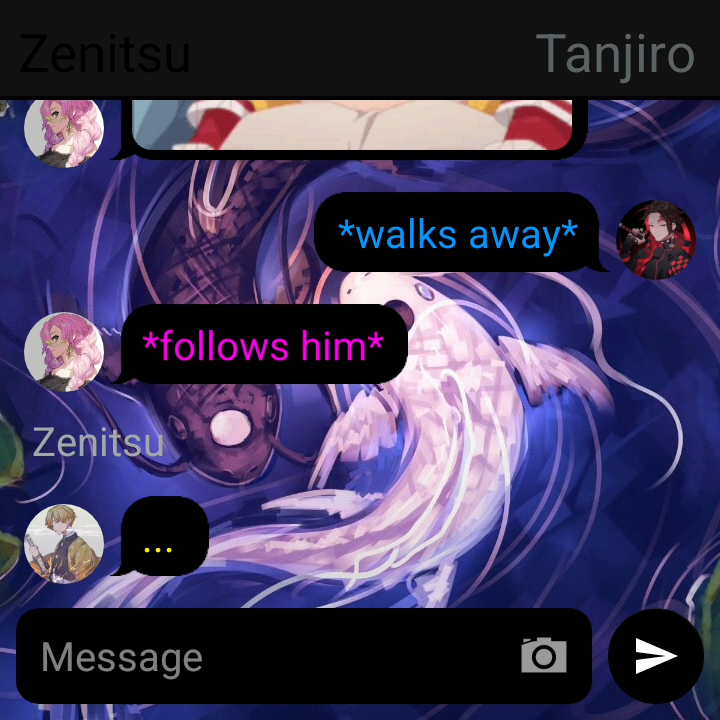 Zenitsu
Tanjiro
*walks away*
*follows him*
Zenitsu
...
Message